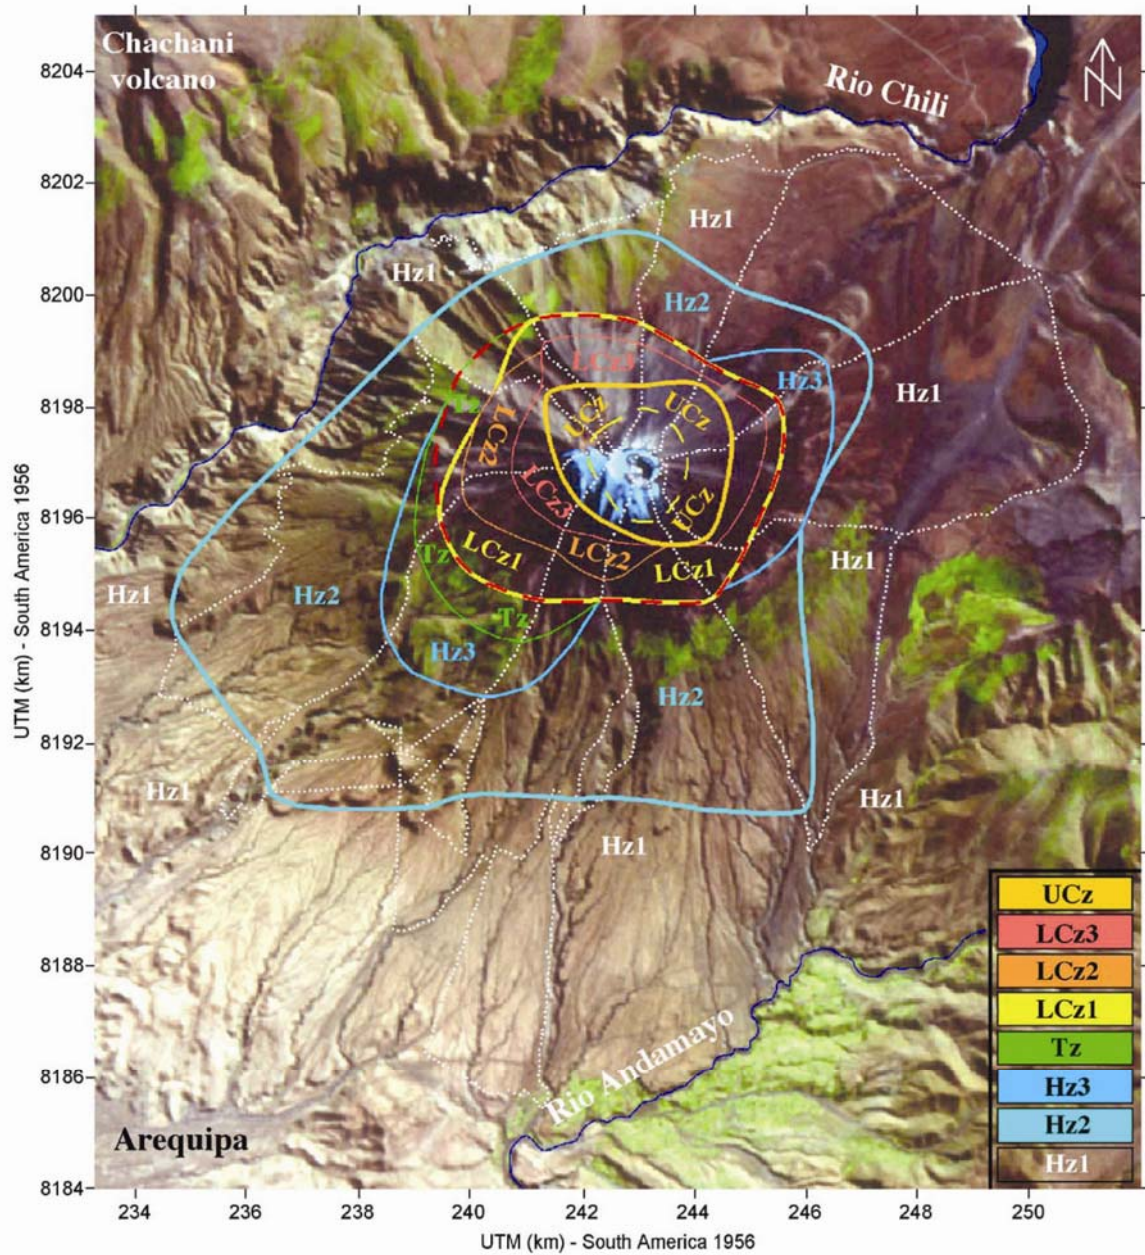 Chachani
volcano
8204
Rio Chili
N
8202
Hz1
Hz1
8200
Hz2
LCz3
Hz3
Hz1
8198
Tz
UCz
UCz
LCz2
LCz3
UCz
8196
LCz1
LCz2
LCz1
Hz1
Tz
Hz1
Hz2
8194
Tz
Hz3
Hz2
8192
Hz1
Hz1
Hz1
8190
UCz
LCz3
8188
LCz2
LCz1
Tz
8186
Rio Andamayo
Hz3
Hz2
Arequipa
Hz1
8184
234 236 238 240 242 244 246 248 250
UTM (km) - South America 1956
UTM (km) - South America 1956